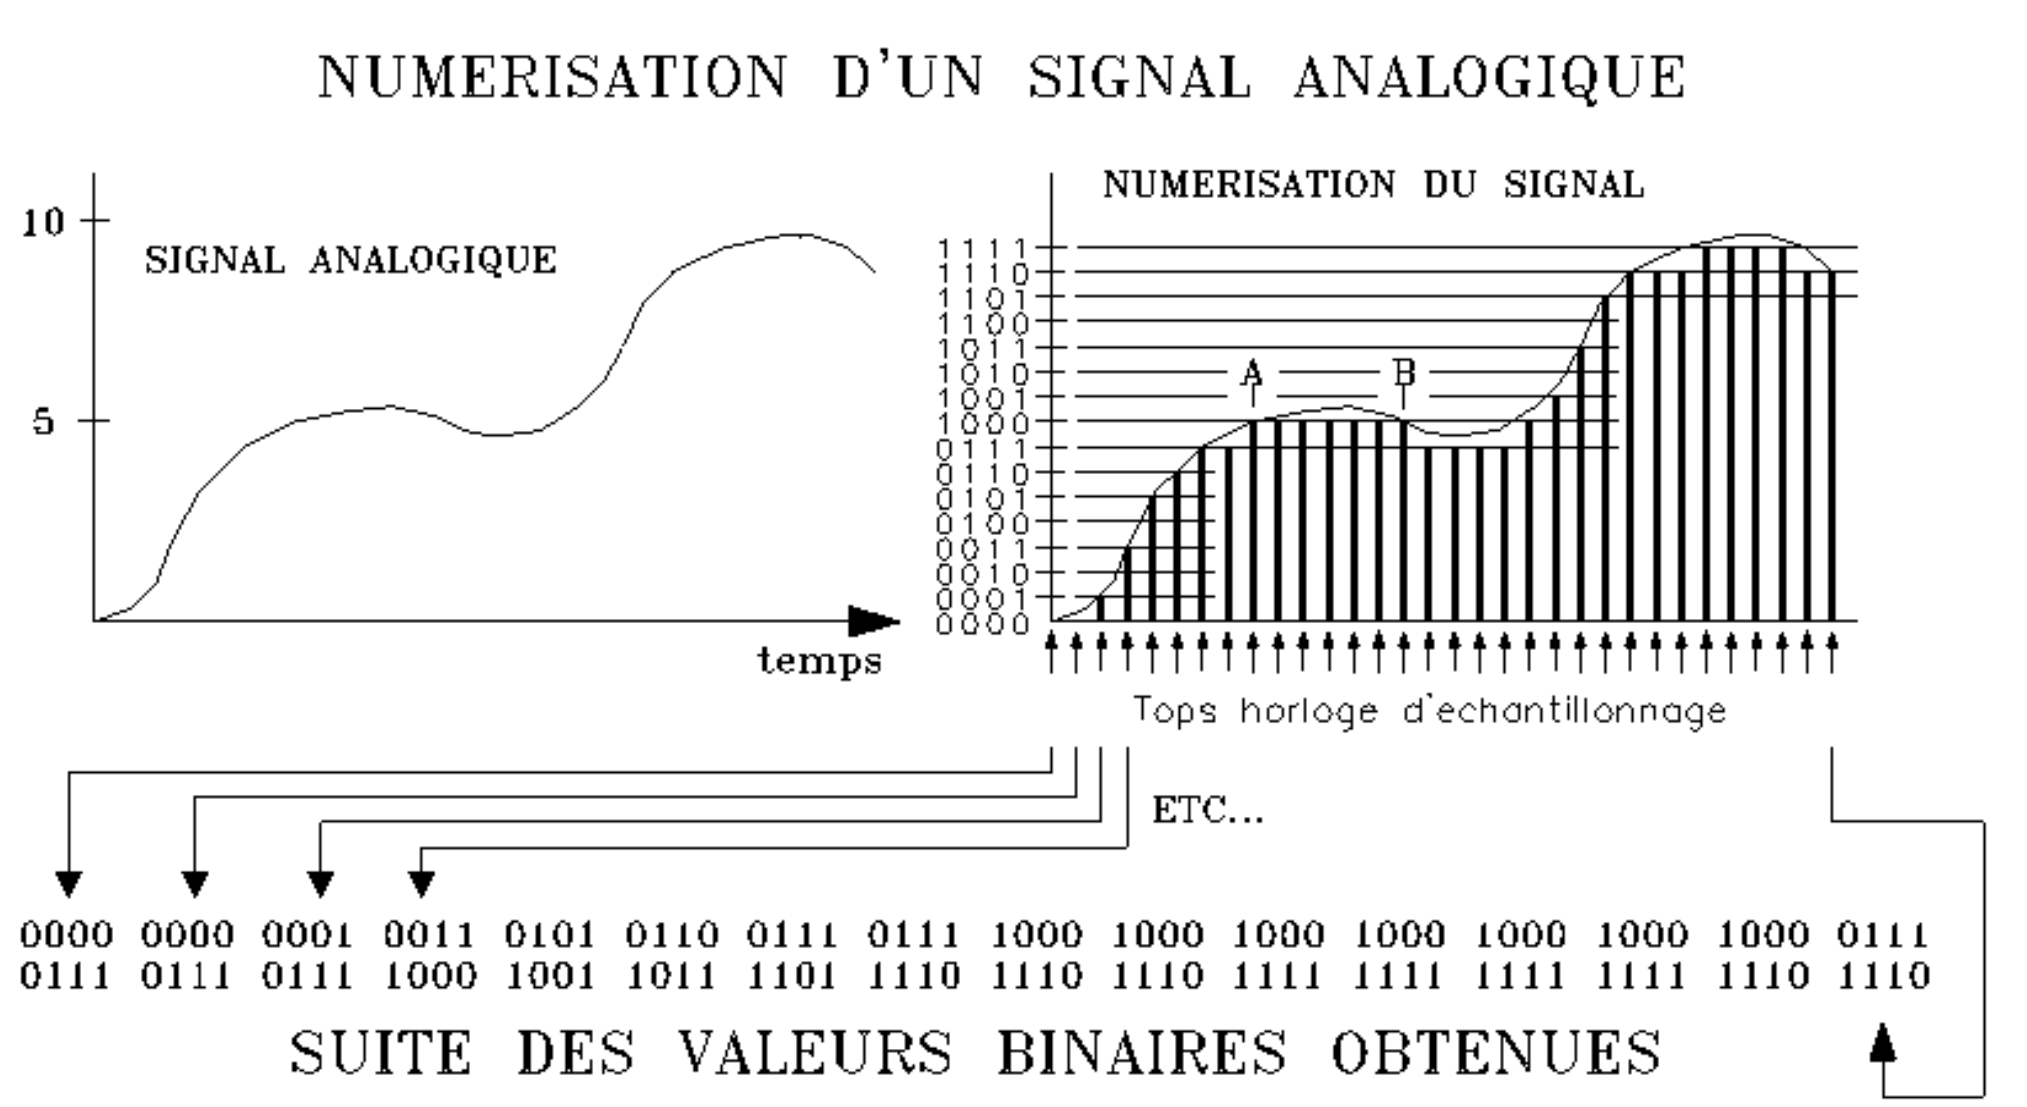 NUMERISATION D'UN SIGNAL ANALOGIQUE
10
SIGNAL ANALOGIQUE
5
temps
NUMERISATION DU SIGNAL
1111
1110
1101
1100
1011
1010
1001
1000
0111
0110
0101
0100
0011
0010
0001
0000
A B
Tops horloge d'echantillonnage
ETC...
0000 0000 0001 0011 0101 0110 0111 0111 1000 1000 1000 1000 1000 1000 1000 0111
0111 0111 0111 1000 1001 1011 1101 1110 1110 1110 1111 1111 1111 1111 1110 1110
SUITE DES VALEURS BINAIRES OBTENUES